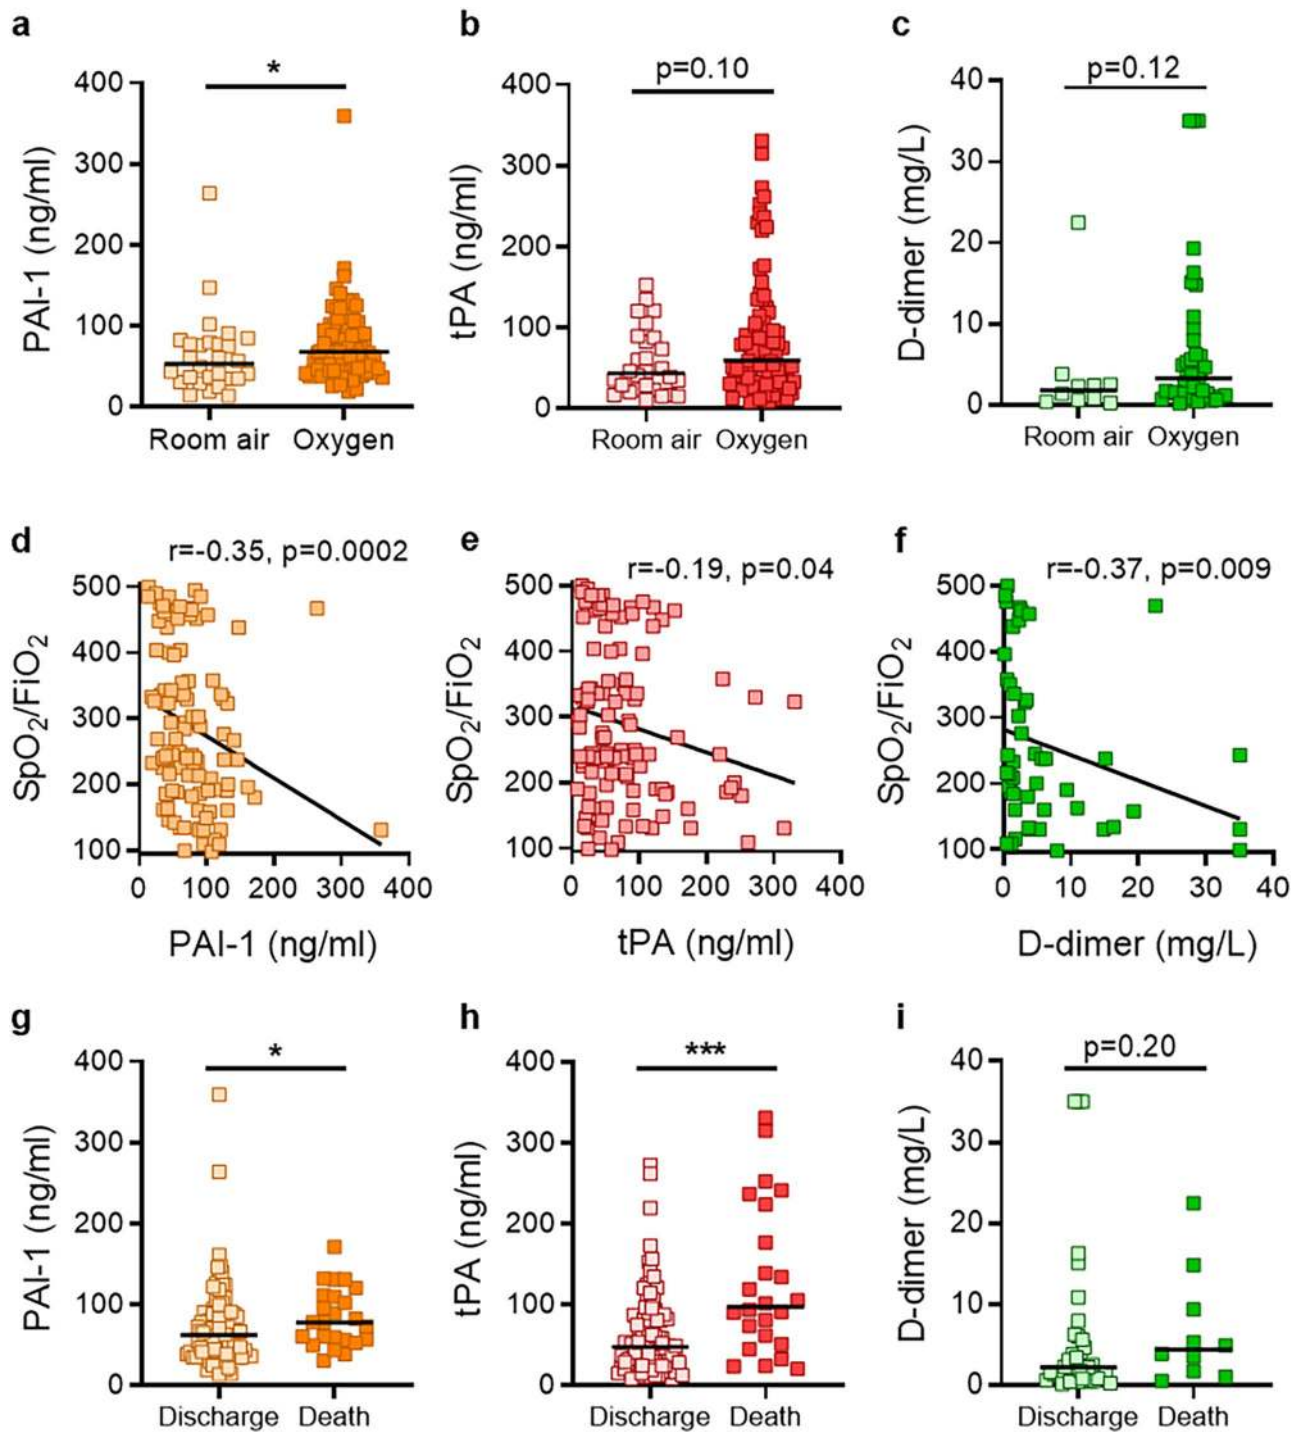 a
*
400
300
200
100
0
PAI-1 (ng/ml)
Room air Oxygen
b
p=0.10
400
300
200
100
0
tPA (ng/ml)
Room air Oxygen
c
p=0.12
40
30
20
10
0
D-dimer (mg/L)
Room air Oxygen
d
r=-0.35, p=0.0002
500
400
300
200
100
SpO2/FiO2
0 100 200 300 400
PAI-1 (ng/ml)
e
r=-0.19, p=0.04
500
400
300
200
100
SpO2/FiO2
0 100 200 300 400
tPA (ng/ml)
f
r=-0.37, p=0.009
500
400
300
200
100
SpO2/FiO2
0 10 20 30 40
D-dimer (mg/L)
g
*
400
300
200
100
0
PAI-1 (ng/ml)
Discharge Death
h
***
400
300
200
100
0
tPA (ng/ml)
Discharge Death
i
p=0.20
40
30
20
10
0
D-dimer (mg/L)
Discharge Death